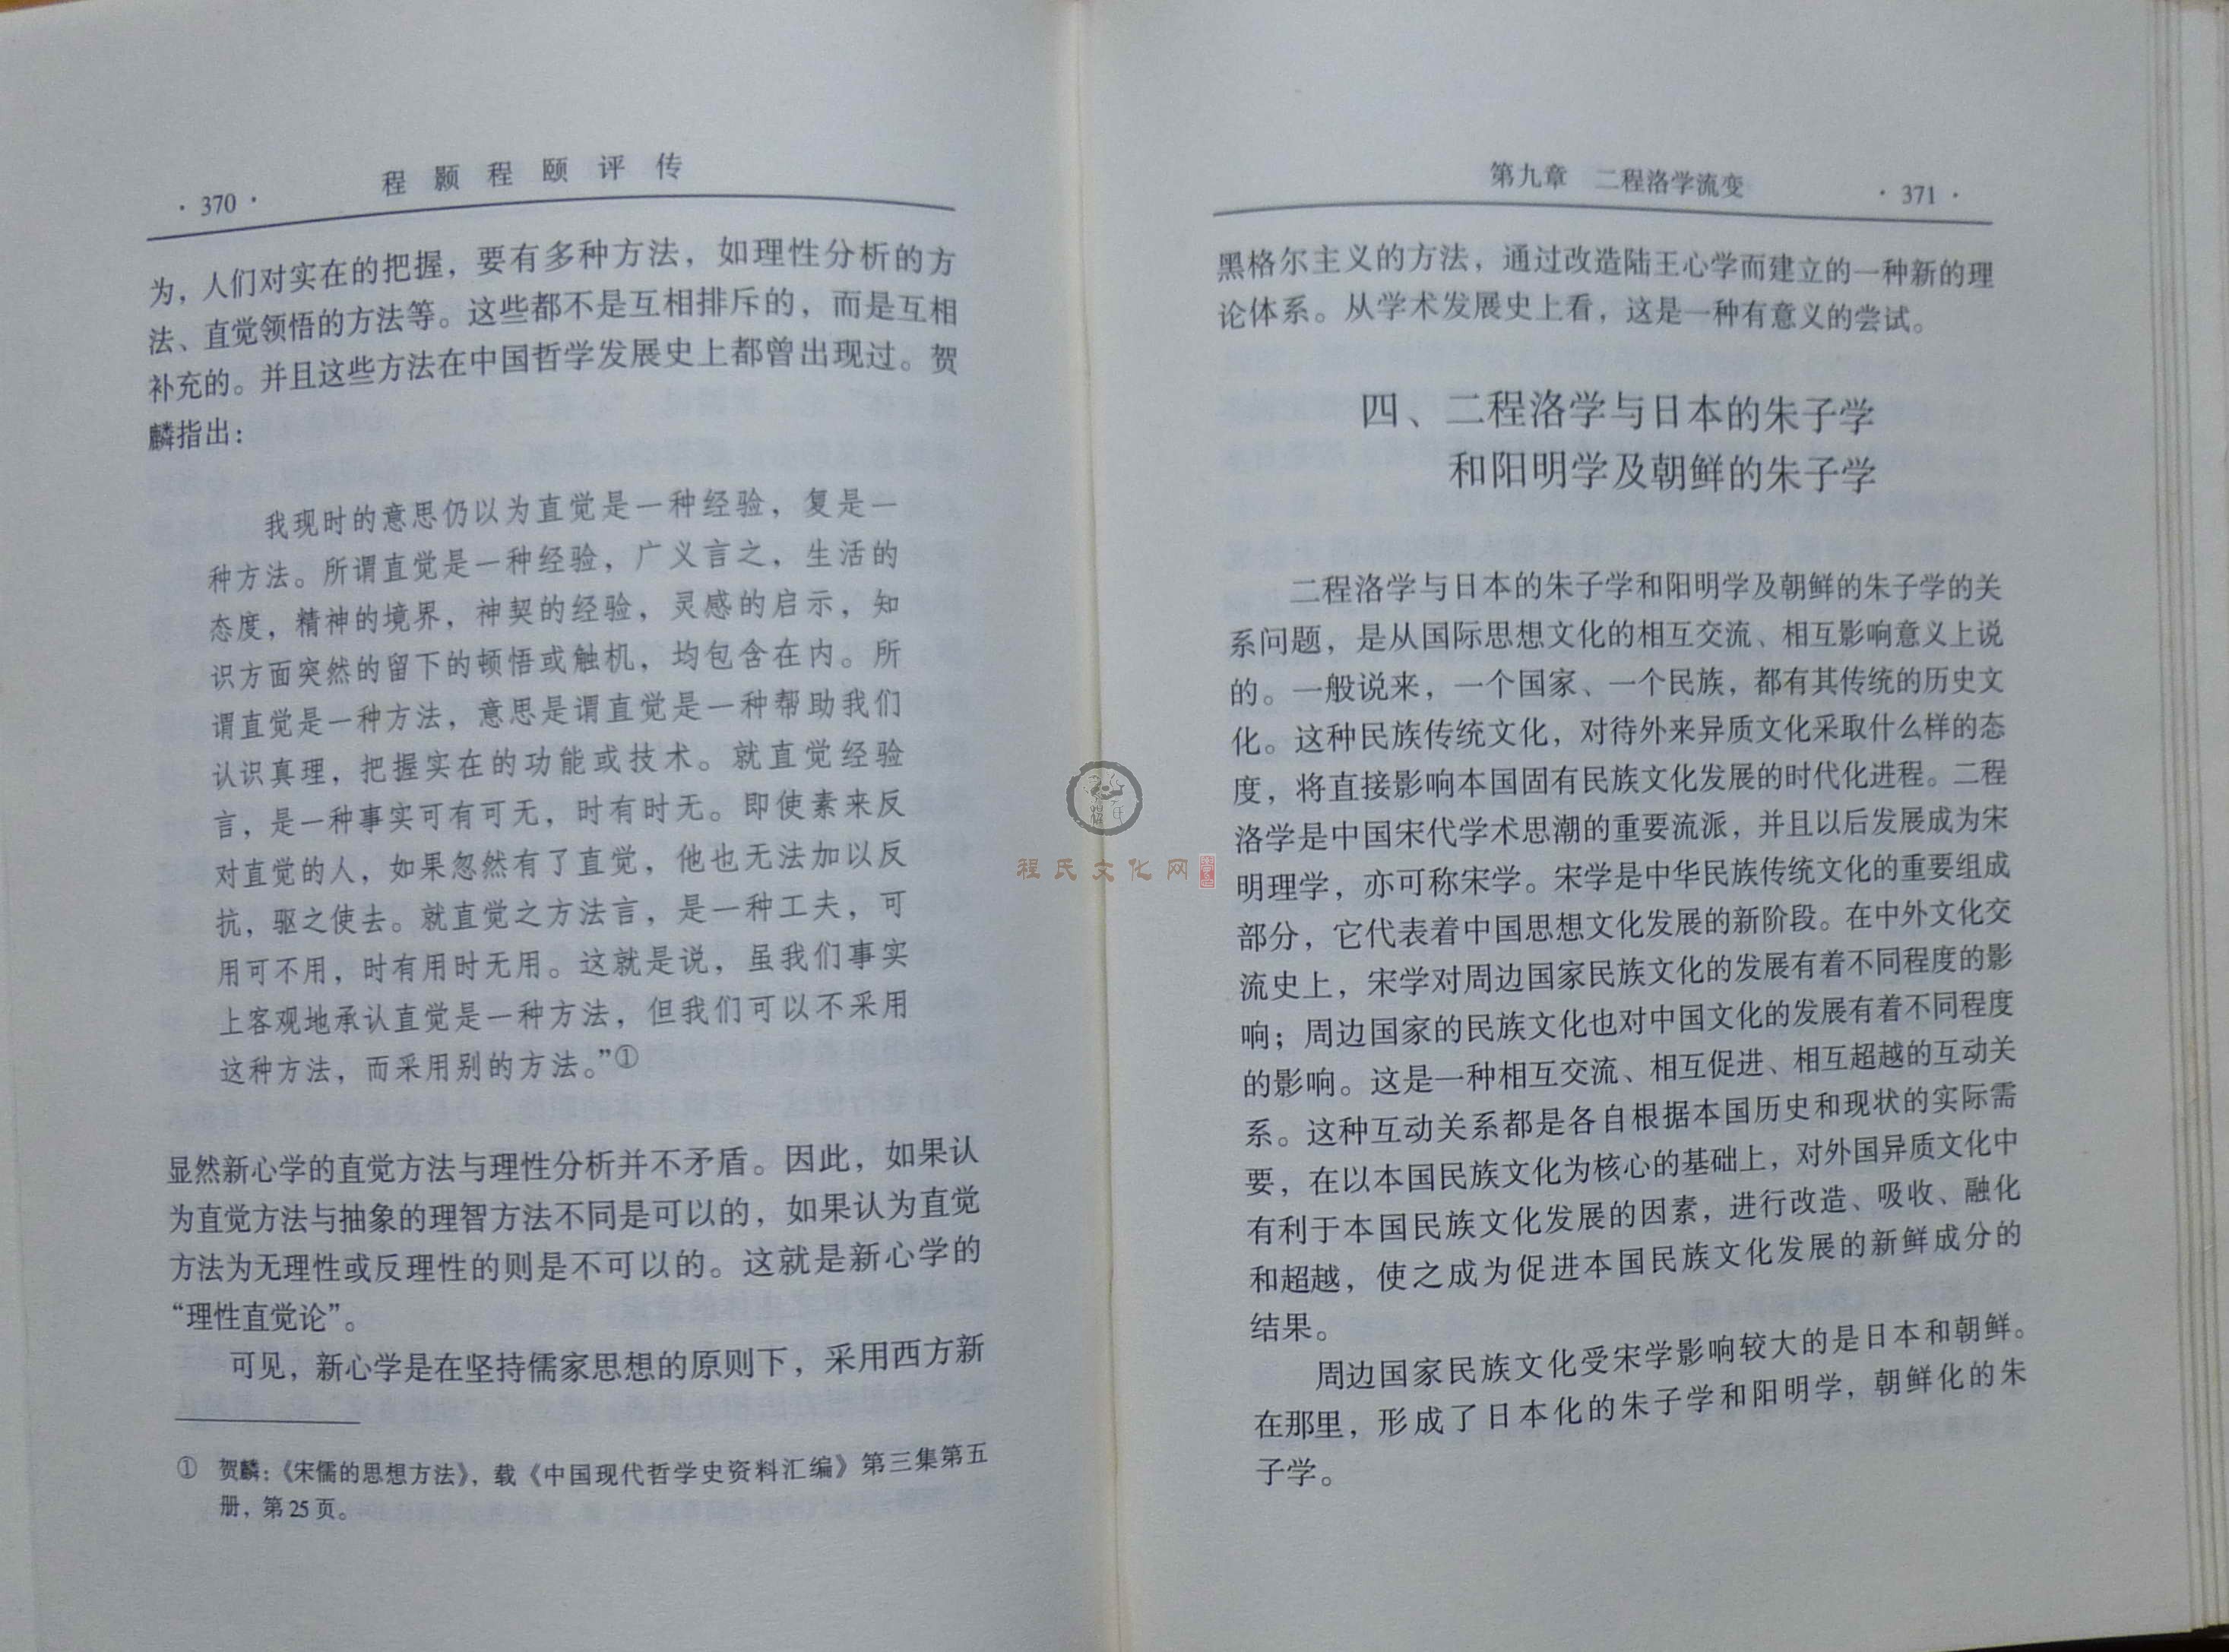 ·370·
程颢程颐评传
为，人们对实在的把握，要有多种方法，如理性分析的方
法、直觉领悟的方法等。这些都不是互相排斥的，而是互相
补充的。并且这些方法在中国哲学发展史上都曾出现过。贺
麟指出：
我现时的意思仍以为直觉是一种经验，复是一
种方法。所谓直觉是一种经验，广义言之，生活的
态度，精神的境界，神契的经验，灵感的启示，知
识方面突然的留下的顿悟或触机，均包含在内。所
谓直觉是一种方法，意思是谓直觉是一种帮助我们
认识真理，把握实在的功能或技术。就直觉经验
言，是一种事实可有可无，时有时无。即使素来反
对直觉的人，如果忽然有了直觉，他也无法加以反
抗，驱之使去。就直觉之方法言，是一种工夫，可
用可不用，时有用时无用。这就是说，虽我们事实
上客观地承认直觉是一种方法，但我们可以不采用
这种方法，而采用别的方法。”①
显然新心学的直觉方法与理性分析并不矛盾。因此，如果认
为直觉方法与抽象的理智方法不同是可以的，如果认为直觉
方法为无理性或反理性的则是不可以的。这就是新心学的
“理性直觉论”。
可见，新心学是在坚持儒家思想的原则下，采用西方新
① 贺麟：《宋儒的思想方法》，载《中国现代哲学史资料汇编》第三集第五
册，第25页。
第九章 二程洛学流变
·371·
黑格尔主义的方法，通过改造陆王心学而建立的一种新的理
论体系。从学术发展史上看，这是一种有意义的尝试。
四、二程洛学与日本的朱子学
和阳明学及朝鲜的朱子学
二程洛学与日本的朱子学和阳明学及朝鲜的朱子学的关
系问题，是从国际思想文化的相互交流、相互影响意义上说
的。一般说来，一个国家、一个民族，都有其传统的历史文
化。这种民族传统文化，对待外来异质文化采取什么样的态
度，将直接影响本国固有民族文化发展的时代化进程。二程
洛学是中国宋代学术思潮的重要流派，并且以后发展成为宋
明理学，亦可称宋学。宋学是中华民族传统文化的重要组成
部分，它代表着中国思想文化发展的新阶段。在中外文化交
流史上，宋学对周边国家民族文化的发展有着不同程度的影
响；周边国家的民族文化也对中国文化的发展有着不同程度
的影响。这是一种相互交流、相互促进、相互超越的互动关
系。这种互动关系都是各自根据本国历史和现状的实际需
要，在以本国民族文化为核心的基础上，对外国异质文化中
有利于本国民族文化发展的因素，进行改造、吸收、融化
和超越，使之成为促进本国民族文化发展的新鲜成分的
结果。
周边国家民族文化受宋学影响较大的是日本和朝鲜。
在那里，形成了日本化的朱子学和阳明学，朝鲜化的朱
子学。
程氏文化网